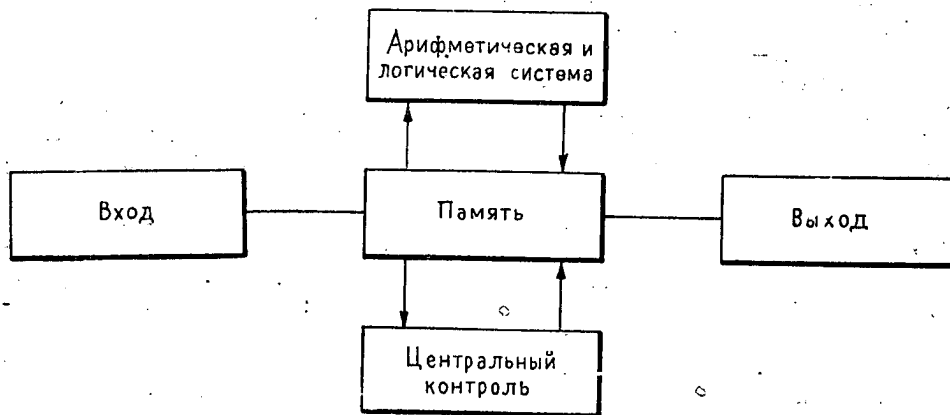 Арифметическая и
логическая система
Вход
Память
Выход
Центральный
контроль